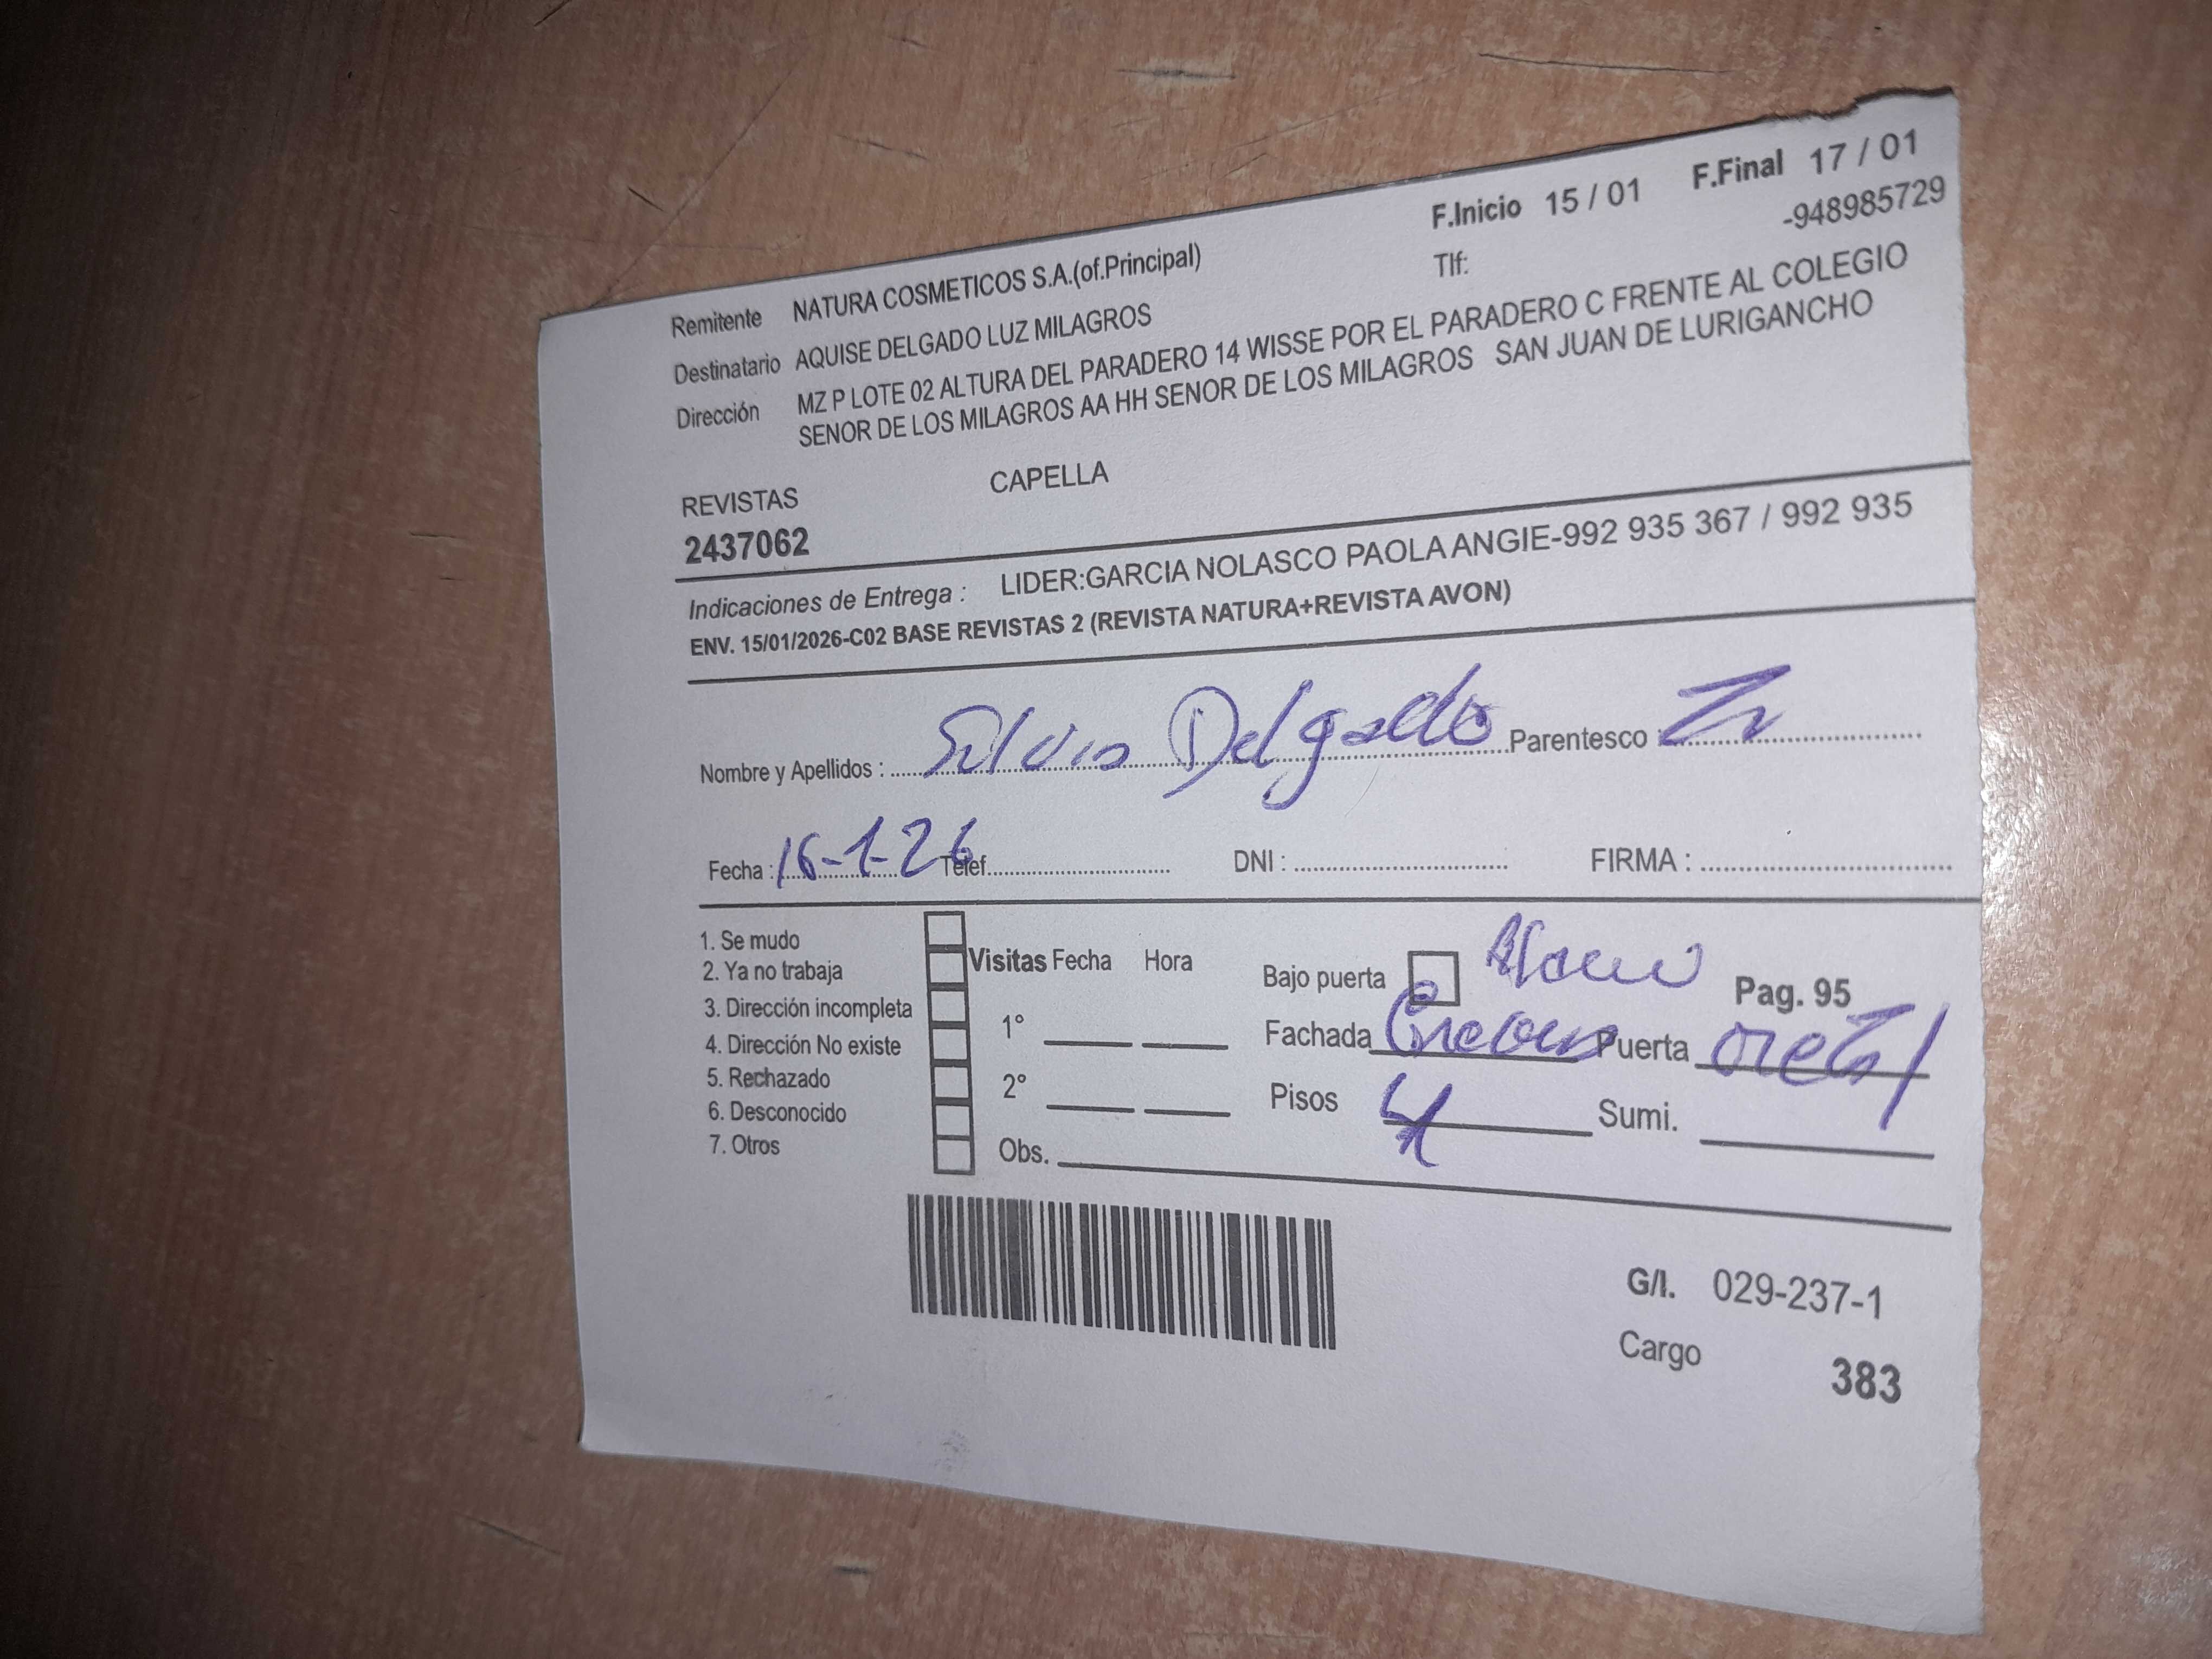 F.Inicio 15 / 01 F.Final 17 / 01
Remitente NATURA COSMETICOS S.A.(of.Principal) Tlf: -948985729
Destinatario AQUISE DELGADO LUZ MILAGROS
Dirección MZ P LOTE 02 ALTURA DEL PARADERO 14 WISSE POR EL PARADERO C FRENTE AL COLEGIO
SENOR DE LOS MILAGROS AA HH SENOR DE LOS MILAGROS SAN JUAN DE LURIGANCHO
REVISTAS CAPELLA
2437062
Indicaciones de Entrega : LIDER:GARCIA NOLASCO PAOLA ANGIE-992 935 367 / 992 935
ENV. 15/01/2026-C02 BASE REVISTAS 2 (REVISTA NATURA+REVISTA AVON)
Nombre y Apellidos : Silvia Delgado Parentesco
Fecha : 16-1-26 Telef. DNI : FIRMA :
1. Se mudo
2. Ya no trabaja
3. Dirección incompleta
4. Dirección No existe
5. Rechazado
6. Desconocido
7. Otros
Visitas Fecha Hora
1°
2°
Obs.
Bajo puerta Pag. 95
Fachada Puerta
Pisos 4 Sumi.
G/I. 029-237-1
Cargo 383